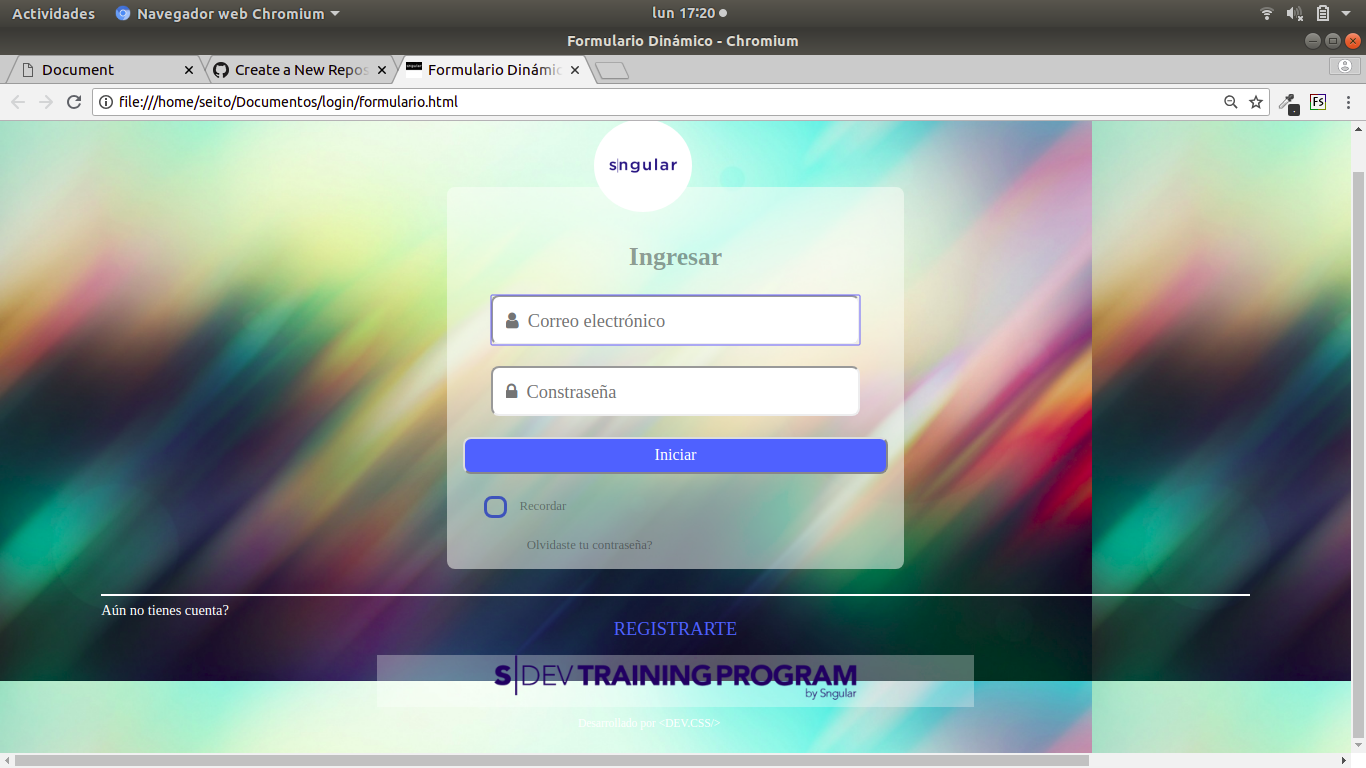 Actividades Navegador web Chromium lun 17:20
Formulario Dinámico - Chromium
Document Create a New Repos Formulario Dinámic
file:///home/seito/Documentos/login/formulario.html Fs
s|ngular
Ingresar
Correo electrónico
Constraseña
Iniciar
Recordar
Olvidaste tu contraseña?
Aún no tienes cuenta?
REGISTRARTE
S|DEV TRAINING PROGRAM
by Sngular
Desarrollado por <DEV.CSS/>